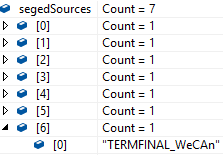 segedSources Count = 7
[0] Count = 1
[1] Count = 1
[2] Count = 1
[3] Count = 1
[4] Count = 1
[5] Count = 1
[6] Count = 1
[0] "TERMFINAL_WeCAn"